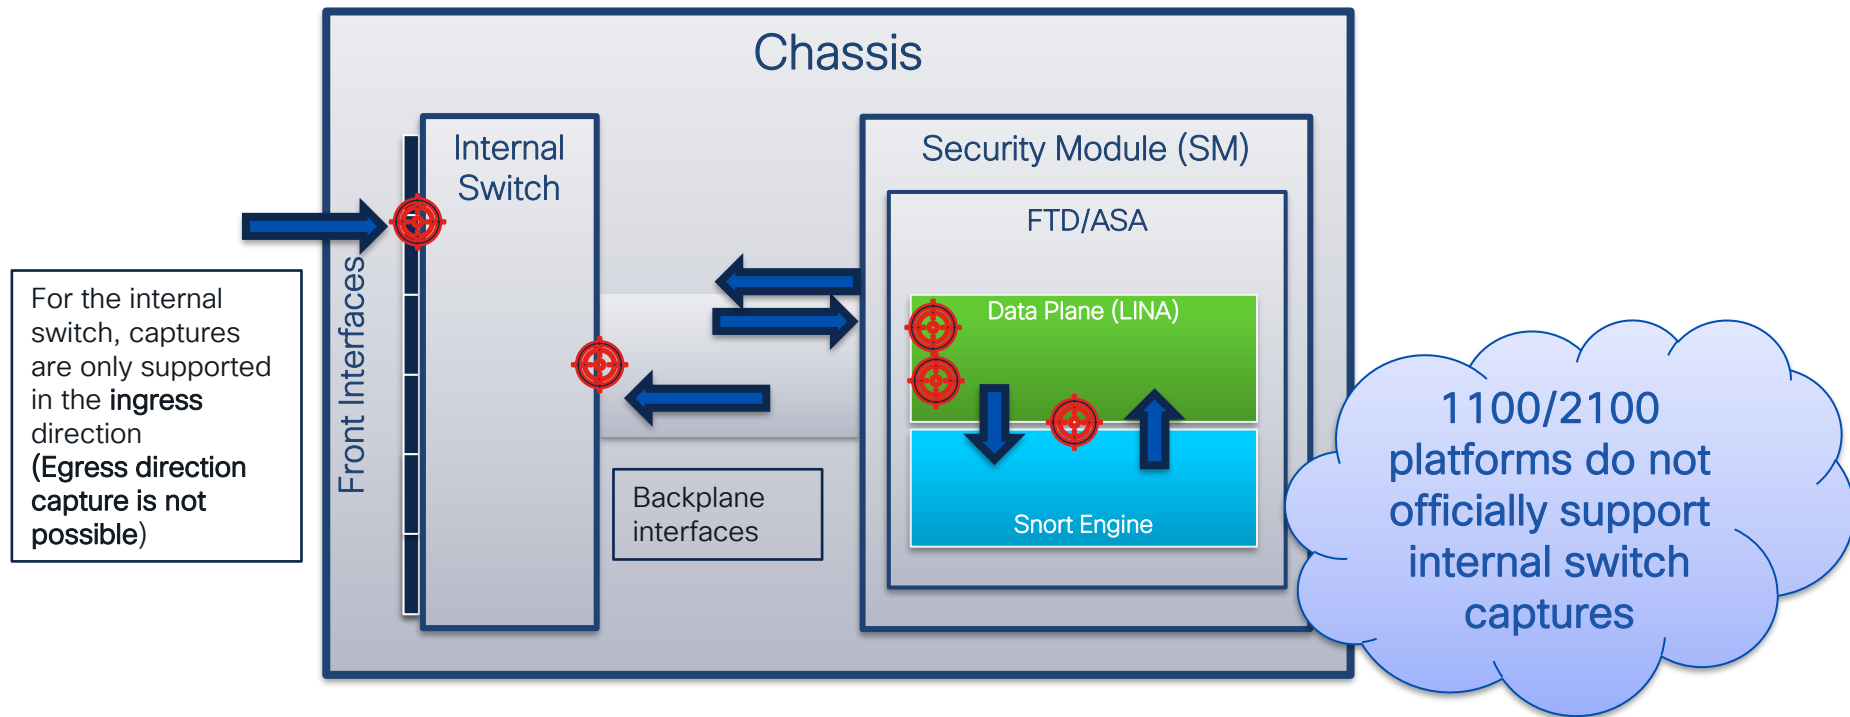 Chassis
Internal
Switch
Security Module (SM)
FTD/ASA
Front Interfaces
For the internal
switch, captures
are only supported
in the ingress
direction
(Egress direction
capture is not
possible)
Data Plane (LINA)
Backplane
interfaces
Snort Engine
1100/2100
platforms do not
officially support
internal switch
captures